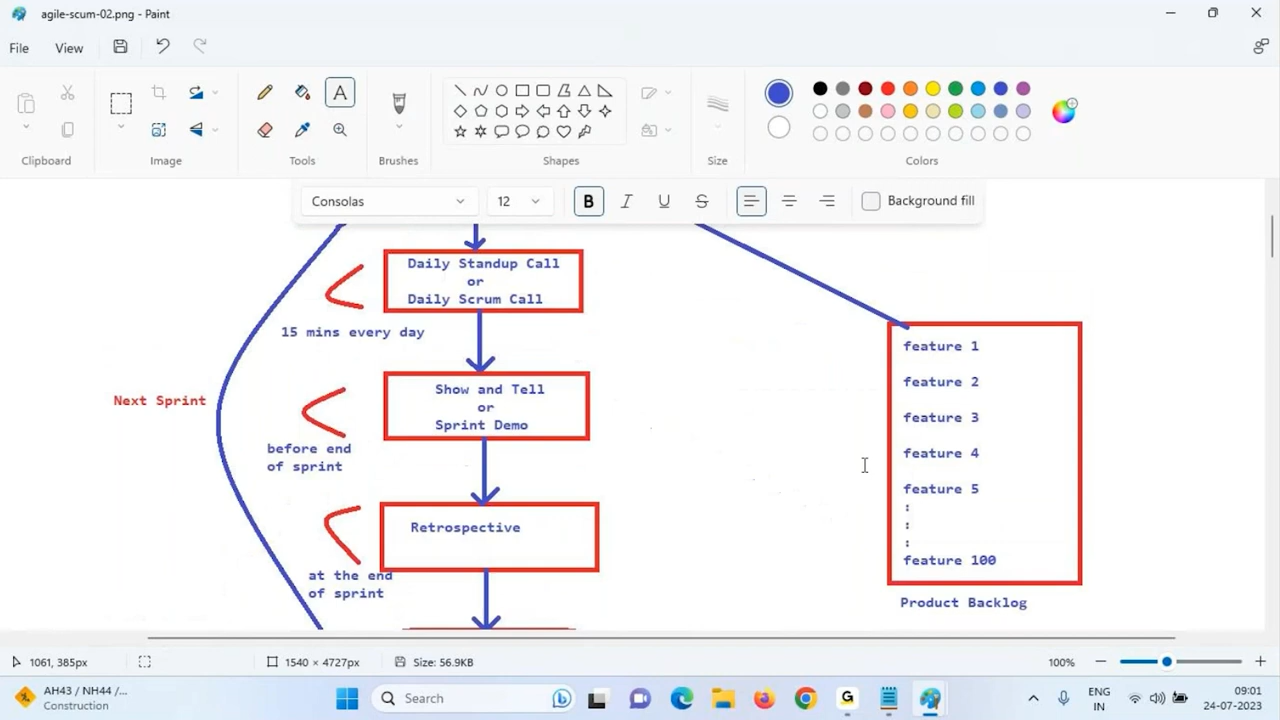 agile-scum-02.png - Paint
File View
Clipboard
Image
Tools
Brushes
Shapes
Size
Colors
Consolas
12
B I U S
Background fill
Daily Standup Call
or
Daily Scrum Call
15 mins every day
Show and Tell
or
Sprint Demo
Next Sprint
before end
of sprint
Retrospective
at the end
of sprint
feature 1
feature 2
feature 3
feature 4
feature 5
:
:
:
feature 100
Product Backlog
1061, 385px
1540 × 4727px
Size: 56.9KB
100%
AH43 / NH44 /...
Construction
Search
ENG
IN
09:01
24-07-2023